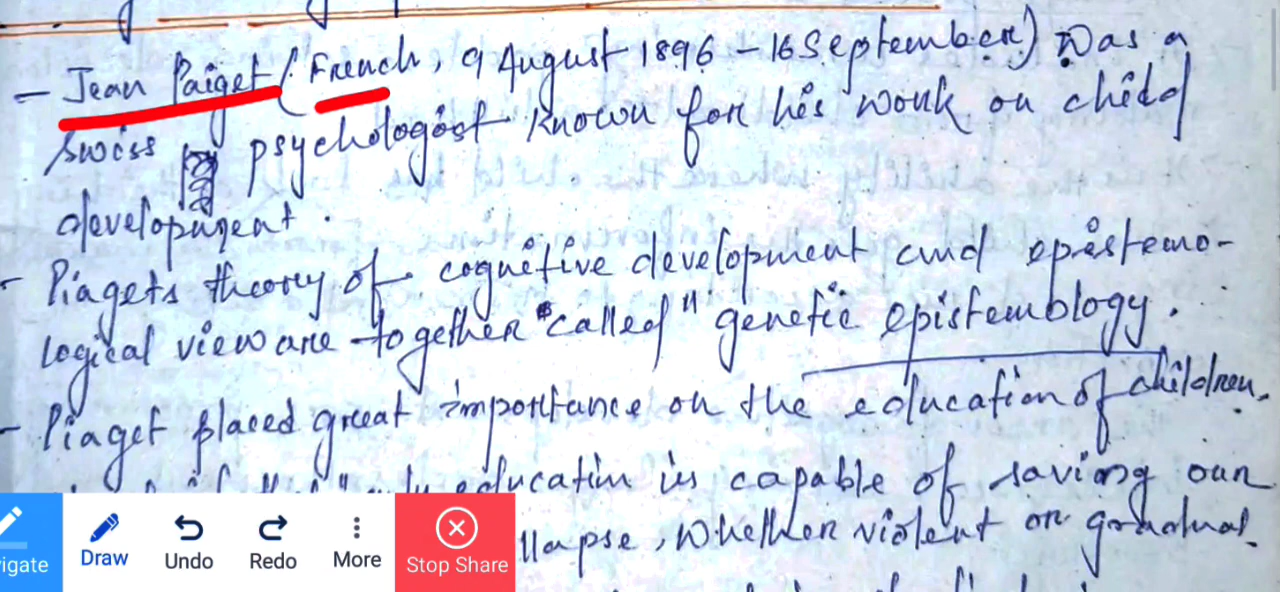 - Jean Paiget (French, 9 August 1896 - 16 September) Was a
swiss psychologist known for his work on child
development.
- Piagets theory of cognitive development and epistemo-
logical view are together "called" genetic epistemology.
- Piaget placed great importance on the education of children.
education is capable of saving our
llapse, whether violent or gradual.
igate
Draw
Undo
Redo
More
Stop Share